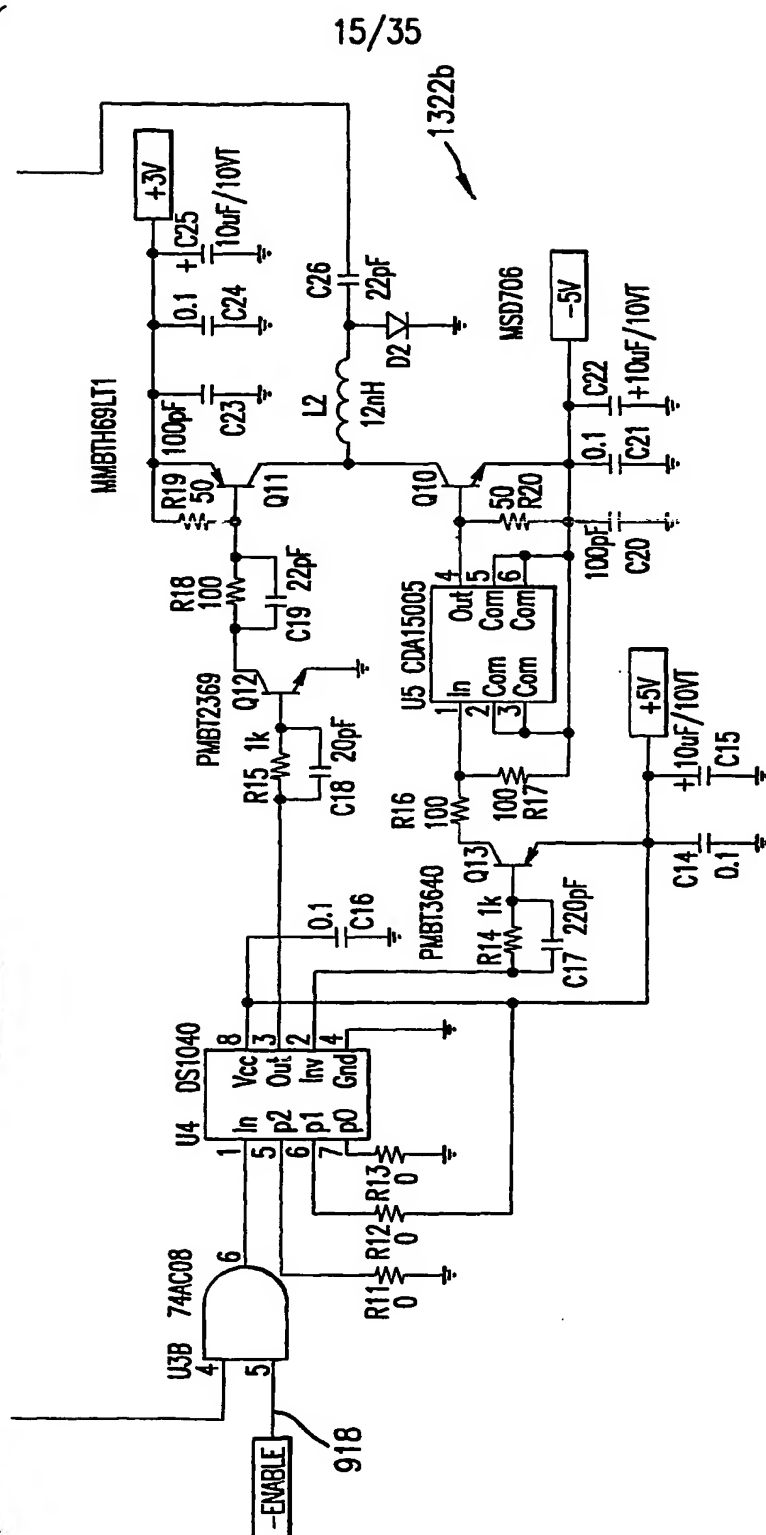 15/35
1322b
+3V
+ C25
10uF/10VT
0.1
C24
100pF
C23
MMBTH69LT1
R19
50
Q11
R18
100
22pF
C19
Q12
PMBT2369
R15 1k
20pF
C18
L2
12nH
C26
22pF
D2
MSD706
-5V
C22
+10uF/10VT
0.1
C21
Q10
50
R20
100pF
C20
U5 CDA15005
1 In
2 Com
3 Com
Out 4
Com 5
Com 6
R16
100
100
R17
Q13
PMBT3640
R14 1k
220pF
C17
+5V
+10uF/10VT
C15
C14
0.1
0.1
C16
U4 DS1040
1 In
5 p2
6 p1
7 p0
Vcc 8
Out 3
Inv 2
Gnd 4
R13
0
R12
0
R11
0
U3B 74AC08
4
5
6
-ENABLE
918